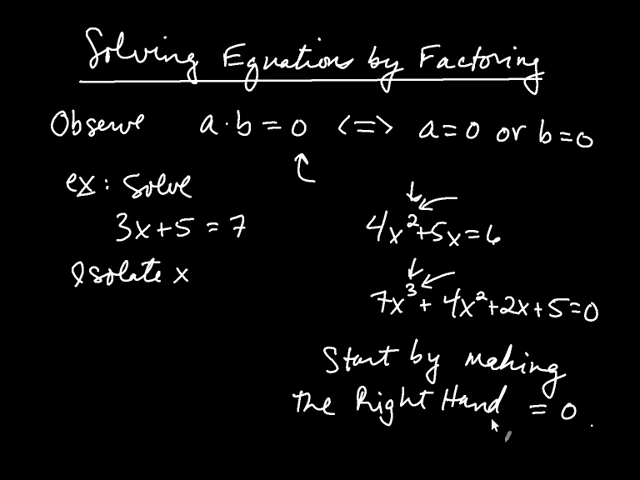 Solving Equations by Factoring
Observe a · b = 0 <=> a = 0 or b = 0
ex: Solve
3x + 5 = 7
Isolate x
4x² + 5x = 6
7x³ + 4x² + 2x + 5 = 0
Start by making
the Right Hand = 0.